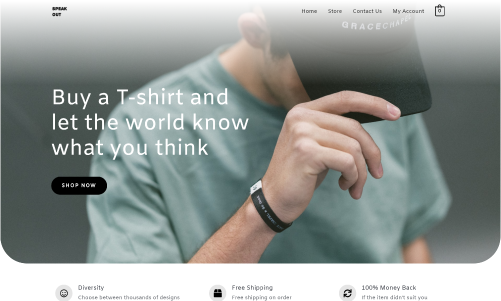 SPEAK
OUT
Home Store Contact Us My Account 0
GRACECHAPEL
Buy a T-shirt and
let the world know
what you think
SHOP NOW
Diversity
Choose between thousands of designs
Free Shipping
Free shipping on order
100% Money Back
If the item didn't suit you